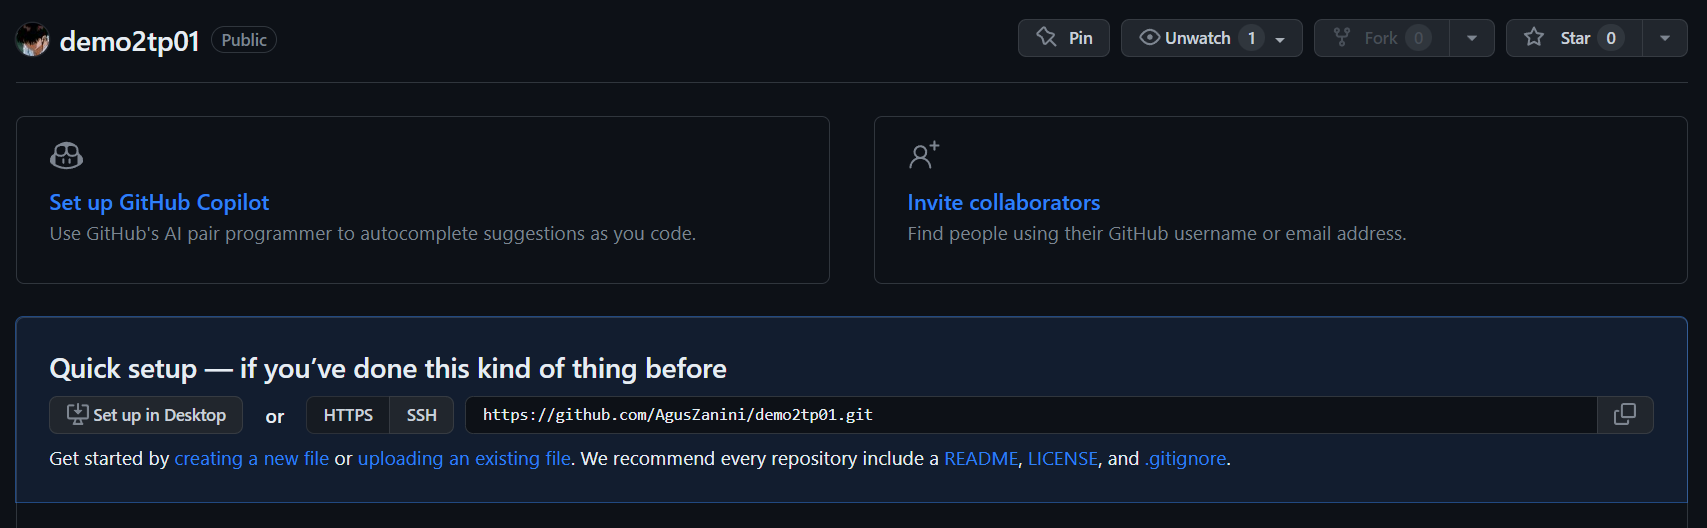 demo2tp01 Public Pin Unwatch 1 Fork 0 Star 0
Set up GitHub Copilot
Use GitHub's AI pair programmer to autocomplete suggestions as you code.
Invite collaborators
Find people using their GitHub username or email address.
Quick setup — if you’ve done this kind of thing before
Set up in Desktop or HTTPS SSH https://github.com/AgusZanini/demo2tp01.git
Get started by creating a new file or uploading an existing file. We recommend every repository include a README, LICENSE, and .gitignore.